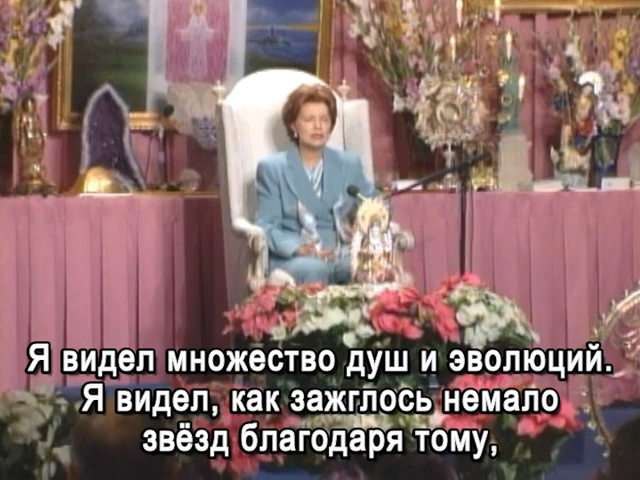 Я видел множество душ и эволюций.
Я видел, как зажглось немало
звёзд благодаря тому,